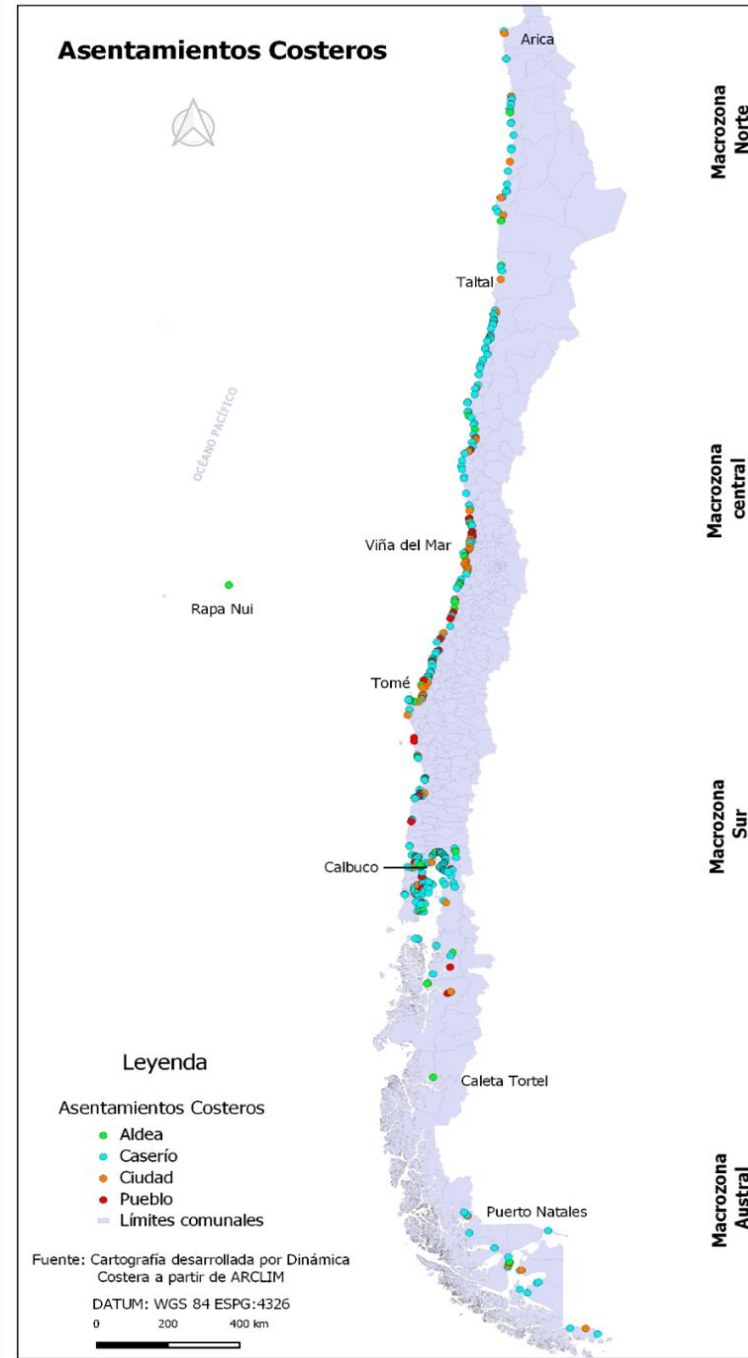 Asentamientos Costeros
Arica
Macrozona
Norte
Taltal
OCÉANO PACÍFICO
Macrozona
central
Viña del Mar
Rapa Nui
Tomé
Macrozona
Sur
Calbuco
Leyenda
Caleta Tortel
Asentamientos Costeros
Aldea
Caserío
Ciudad
Pueblo
Límites comunales
Macrozona
Austral
Puerto Natales
Fuente: Cartografía desarrollada por Dinámica
Costera a partir de ARCLIM
DATUM: WGS 84 ESPG:4326
0 200 400 km